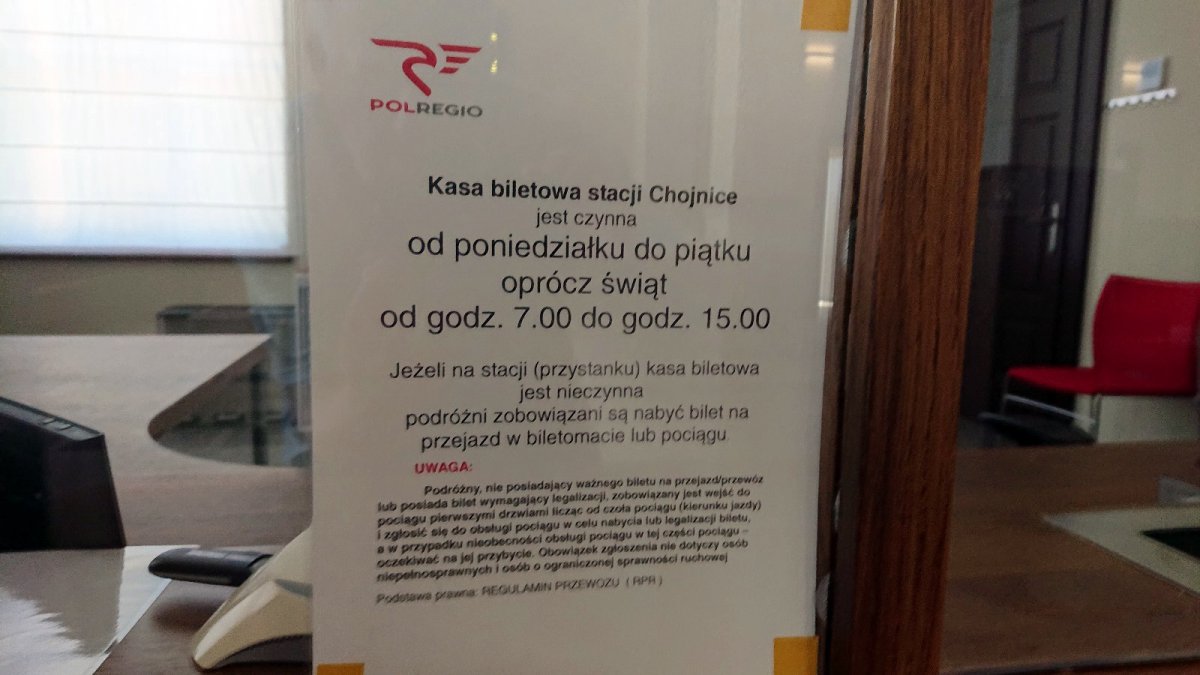 POLREGIO
Kasa biletowa stacji Chojnice
jest czynna
od poniedziałku do piątku
oprócz świąt
od godz. 7.00 do godz. 15.00
Jeżeli na stacji (przystanku) kasa biletowa
jest nieczynna
podróżni zobowiązani są nabyć bilet na
przejazd w biletomacie lub pociągu.
UWAGA:
Podróżny, nie posiadający ważnego biletu na przejazd/przewóz
lub posiada bilet wymagający legalizacji, zobowiązany jest wejść do
pociągu pierwszymi drzwiami licząc od czoła pociągu (kierunku jazdy)
i zgłosić się do obsługi pociągu w celu nabycia lub legalizacji biletu,
a w przypadku nieobecności obsługi pociągu w tej części pociągu –
oczekiwać na jej przybycie. Obowiązek zgłoszenia nie dotyczy osób
niepełnosprawnych i osób o ograniczonej sprawności ruchowej
Podstawa prawna: REGULAMIN PRZEWOZU ( RPR )